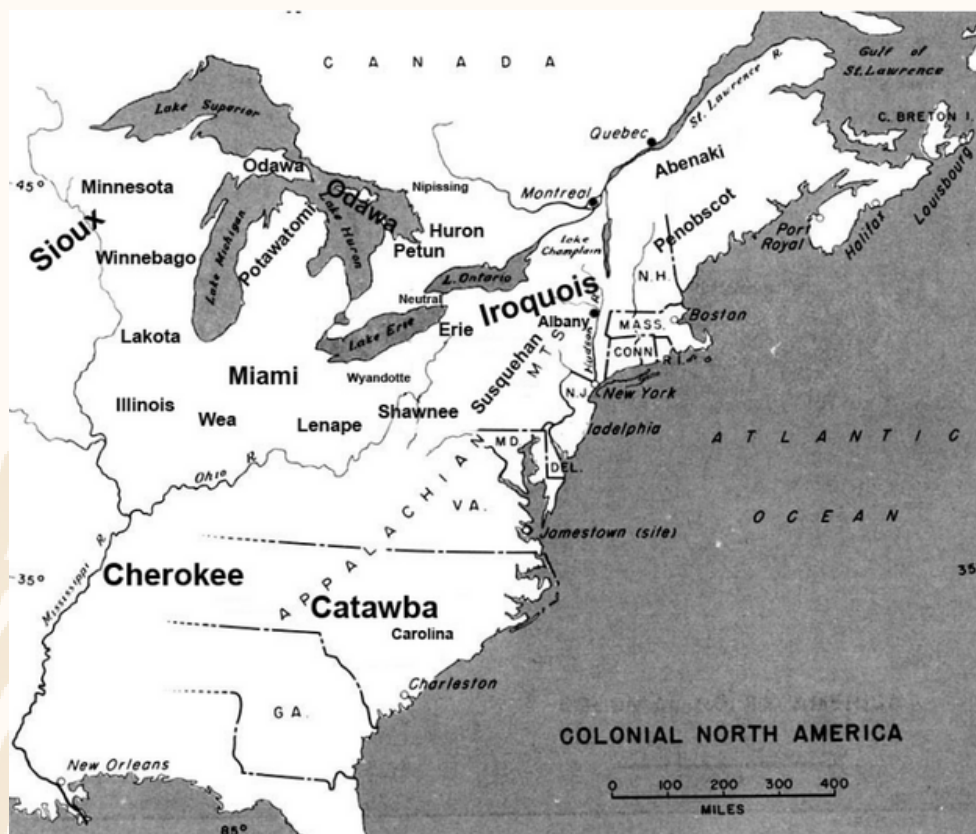 CANADA
Gulf of
St. Lawrence
Lake Superior
St. Lawrence R.
C. BRETON I.
Quebec
Abenaki
Louisbourg
Odawa
45°
Minnesota
Odawa
Nipissing
Montreal
Port
Royal
Halifax
Sioux
Winnebago
Lake Michigan
Potawatomi
Lake Huron
Huron
Petun
Lake
Champlain
Penobscot
N.H.
L. Ontario
Neutral
Iroquois
Lakota
Lake Erie
Erie
Albany
Hudson R.
MASS.
Boston
CONN
R.I.
Miami
Wyandotte
Susquehan
MTS
N.J.
New York
Illinois
Wea
Lenape
Shawnee
ladelphia
ATLANTIC
OCEAN
MD
DEL.
Ohio R
VA.
APPALACHIAN
Jamestown (site)
35°
35
Mississippi R
Cherokee
Catawba
Carolina
Charleston
GA.
New Orleans
85°
COLONIAL NORTH AMERICA
0 100 200 300 400
MILES